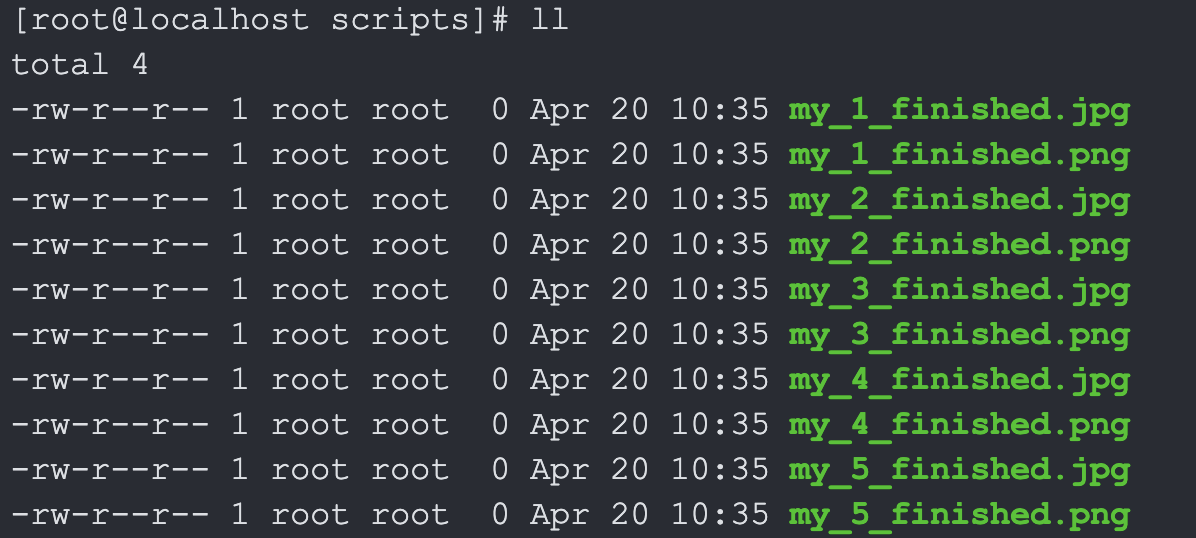 [root@localhost scripts]# ll
total 4
-rw-r--r-- 1 root root  0 Apr 20 10:35 my_1_finished.jpg
-rw-r--r-- 1 root root  0 Apr 20 10:35 my_1_finished.png
-rw-r--r-- 1 root root  0 Apr 20 10:35 my_2_finished.jpg
-rw-r--r-- 1 root root  0 Apr 20 10:35 my_2_finished.png
-rw-r--r-- 1 root root  0 Apr 20 10:35 my_3_finished.jpg
-rw-r--r-- 1 root root  0 Apr 20 10:35 my_3_finished.png
-rw-r--r-- 1 root root  0 Apr 20 10:35 my_4_finished.jpg
-rw-r--r-- 1 root root  0 Apr 20 10:35 my_4_finished.png
-rw-r--r-- 1 root root  0 Apr 20 10:35 my_5_finished.jpg
-rw-r--r-- 1 root root  0 Apr 20 10:35 my_5_finished.png